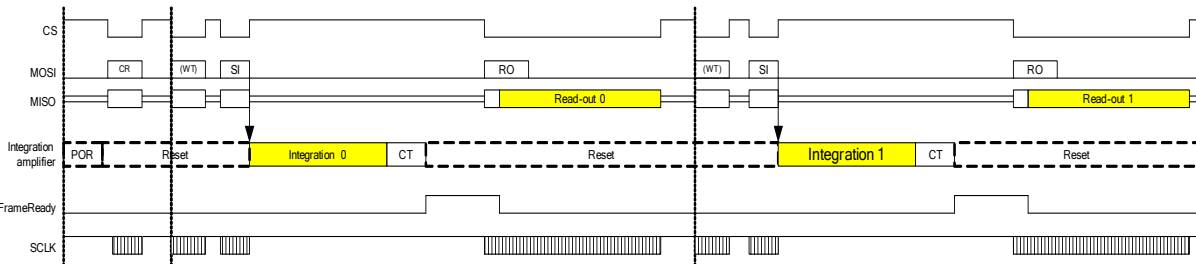 CS
MOSI CR (WT) SI RO (WT) SI RO
MISO Read-out 0 Read-out 1
Integration amplifier POR Reset Integration 0 CT Reset Integration 1 CT Reset
FrameReady
SCLK